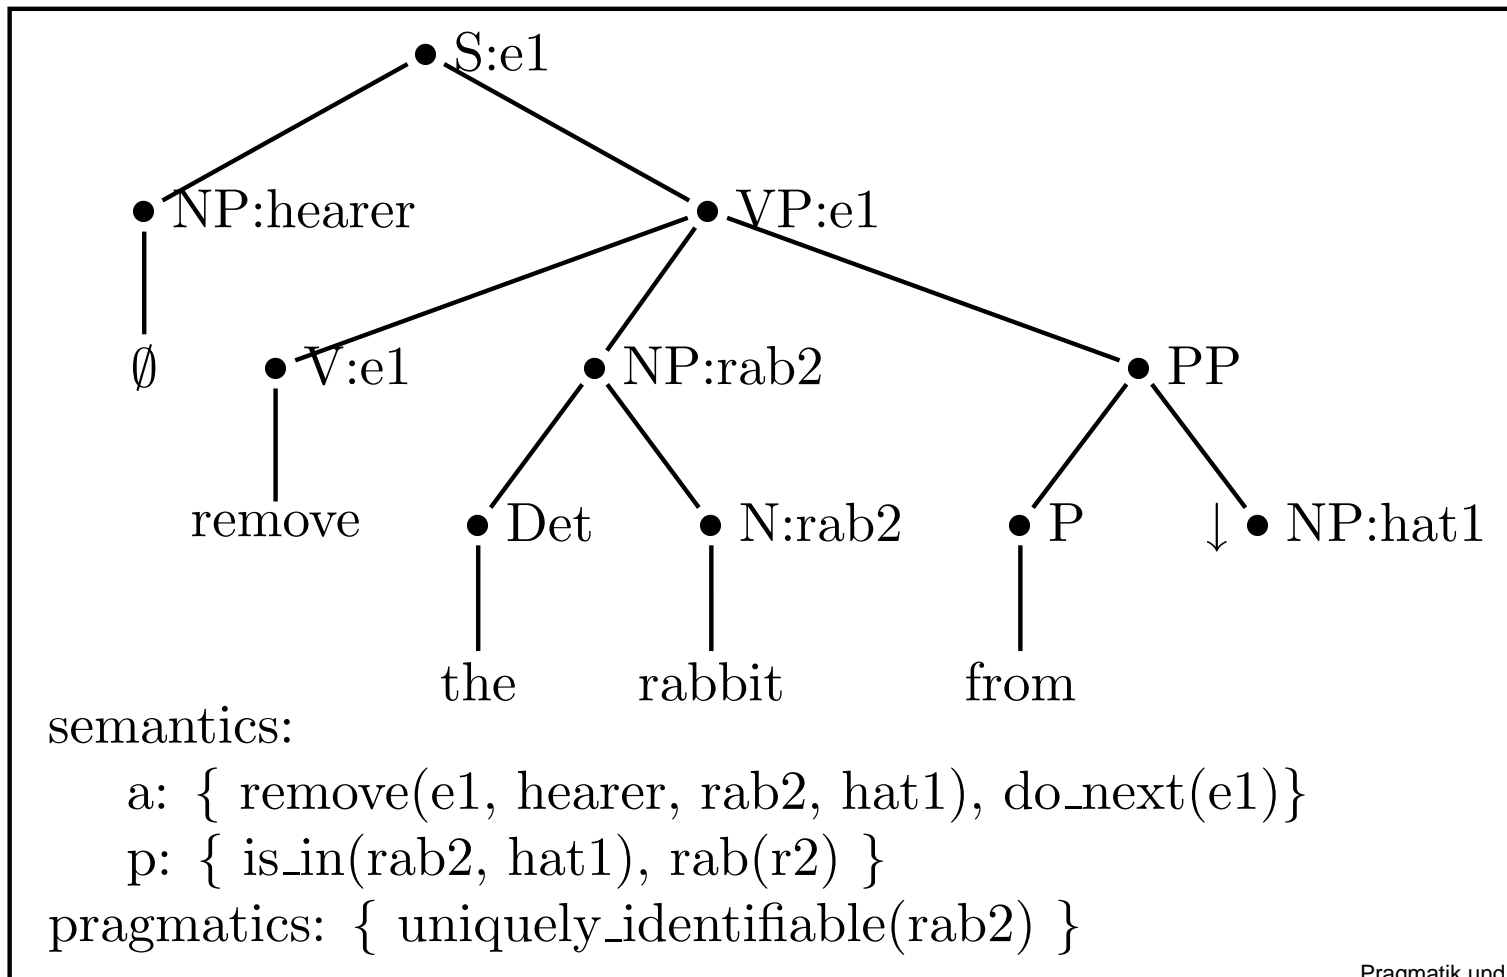 S:e1
NP:hearer VP:e1
∅ V:e1 NP:rab2 PP
remove Det N:rab2 P ↓ NP:hat1
the rabbit from
semantics:
a: { remove(e1, hearer, rab2, hat1), do_next(e1)}
p: { is_in(rab2, hat1), rab(r2) }
pragmatics: { uniquely_identifiable(rab2) }
Pragmatik und